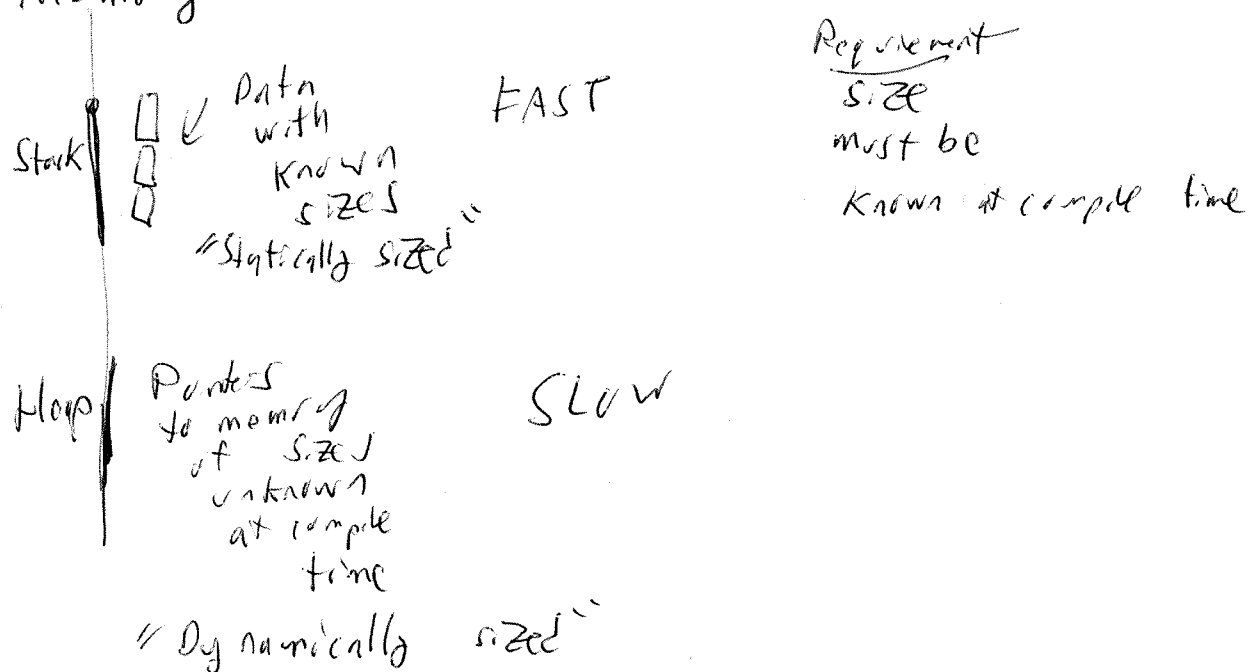 Memory
Stack
Data
with
known
sizes
"Statically sized"
FAST
Requirement
size
must be
known at compile time
Heap
Pointers
to memory
of sizes
unknown
at compile
time
"Dynamically sized"
SLOW